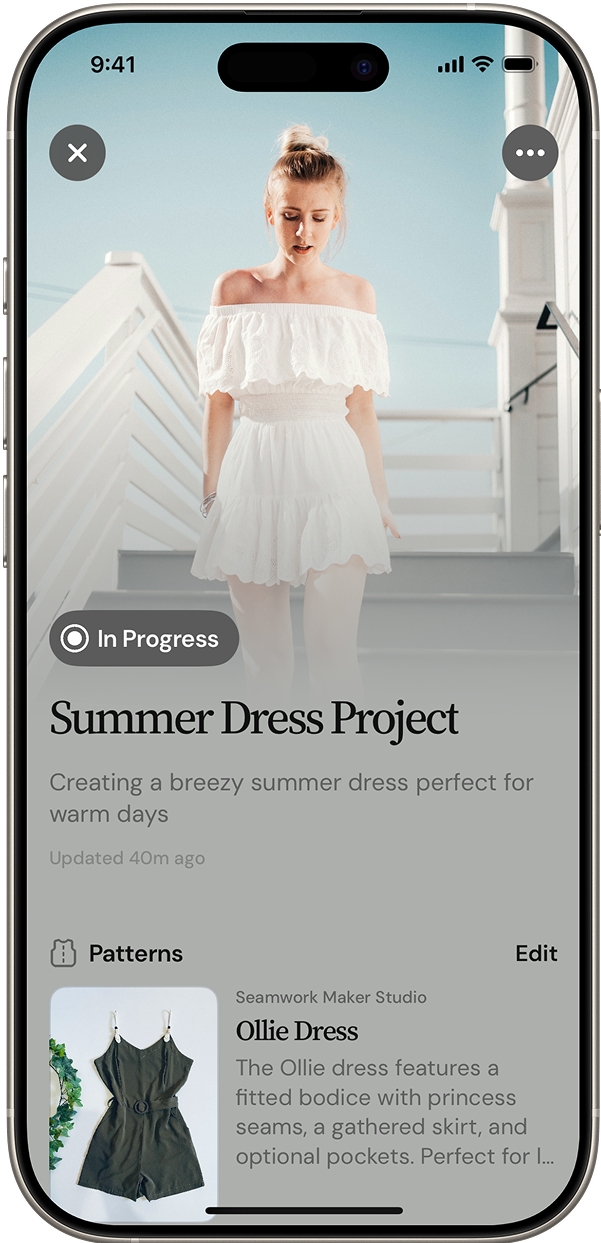 9:41
In Progress
Summer Dress Project
Creating a breezy summer dress perfect for
warm days
Updated 40m ago
Patterns
Edit
Seamwork Maker Studio
Ollie Dress
The Ollie dress features a
fitted bodice with princess
seams, a gathered skirt, and
optional pockets. Perfect for l...